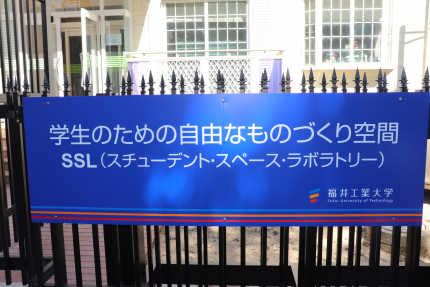 学生のための自由なものづくり空間
SSL(スチューデント・スペース・ラボラトリー)
福井工業大学
Fukui University of Technology